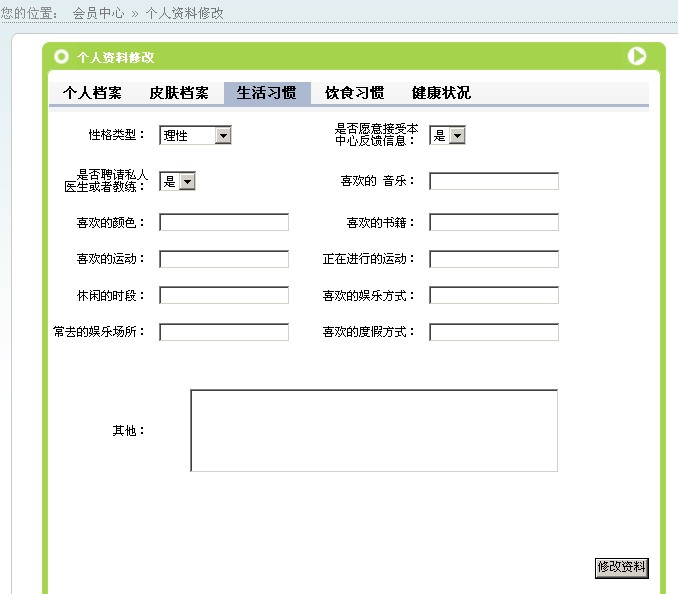 您的位置： 会员中心 » 个人资料修改
个人资料修改
个人档案 皮肤档案 生活习惯 饮食习惯 健康状况
性格类型： 理性
是否愿意接受本
中心反馈信息： 是
是否聘请私人
医生或者教练： 是
喜欢的 音乐：
喜欢的颜色： 喜欢的书籍：
喜欢的运动： 正在进行的运动：
休闲的时段： 喜欢的娱乐方式：
常去的娱乐场所： 喜欢的度假方式：
其他：
修改资料